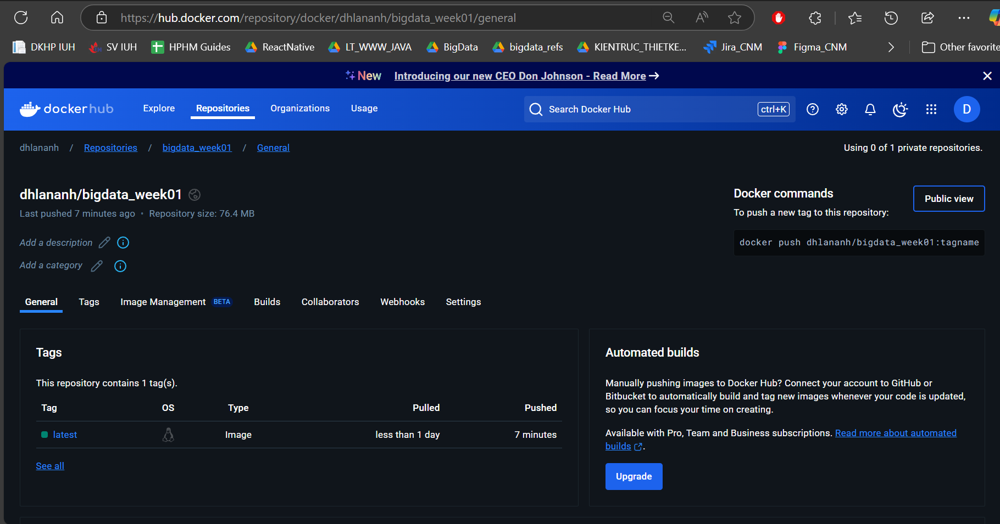 https://hub.docker.com/repository/docker/dhlananh/bigdata_week01/general
DKHP IUH SV IUH HPHM Guides ReactNative LT_WWW_JAVA BigData bigdata_refs KIENTRUC_THIETKE... Jira_CNM Figma_CNM Other favorite
New Introducing our new CEO Don Johnson - Read More →
dockerhub Explore Repositories Organizations Usage Search Docker Hub ctrl+K D
dhlananh / Repositories / bigdata_week01 / General Using 0 of 1 private repositories.
dhlananh/bigdata_week01
Last pushed 7 minutes ago • Repository size: 76.4 MB
Add a description
Add a category
Docker commands
To push a new tag to this repository:
Public view
docker push dhlananh/bigdata_week01:tagname
General Tags Image Management BETA Builds Collaborators Webhooks Settings
Tags
This repository contains 1 tag(s).
Tag OS Type Pulled Pushed
latest Image less than 1 day 7 minutes
See all
Automated builds
Manually pushing images to Docker Hub? Connect your account to GitHub or
Bitbucket to automatically build and tag new images whenever your code is updated,
so you can focus your time on creating.
Available with Pro, Team and Business subscriptions. Read more about automated
builds.
Upgrade